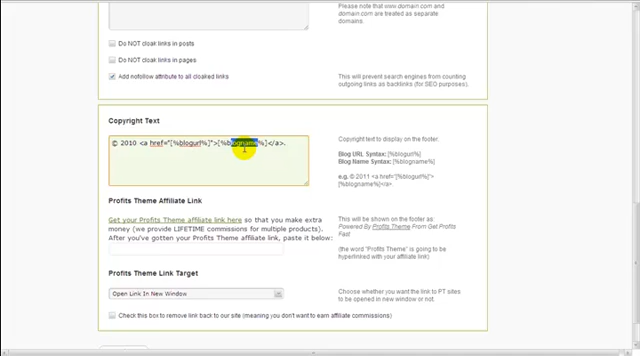 Please note that www.domain.com and
domain.com are treated as separate
domains.
Do NOT cloak links in posts
Do NOT cloak links in pages
Add nofollow attribute to all cloaked links
This will prevent search engines from counting
outgoing links as backlinks (for SEO purposes).
Copyright Text
© 2010 <a href="[%blogurl%]">[%blogname%]</a>.
Copyright text to display on the footer:
Blog URL Syntax: [%blogurl%]
Blog Name Syntax: [%blogname%]
e.g. © 2011 <a href="[%blogurl%]">
[%blogname%]</a>.
Profits Theme Affiliate Link
Get your Profits Theme affiliate link here so that you make extra
money (we provide LIFETIME commissions for multiple products).
After you've gotten your Profits Theme affiliate link, paste it below:
This will be shown on the footer as:
Powered By Profits Theme From Get Profits
Fast
(the word "Profits Theme" is going to be
hyperlinked with your affiliate link)
Profits Theme Link Target
Open Link In New Window
Choose whether you want the link to PT sites
to be opened in new window or not.
Check this box to remove link back to our site (meaning you don't want to earn affiliate commissions)